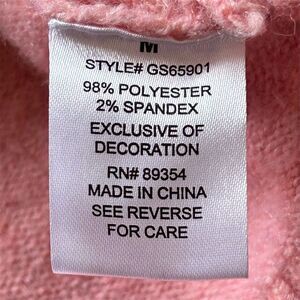 M
STYLE# GS65901
98% POLYESTER
2% SPANDEX
EXCLUSIVE OF
DECORATION
RN# 89354
MADE IN CHINA
SEE REVERSE
FOR CARE